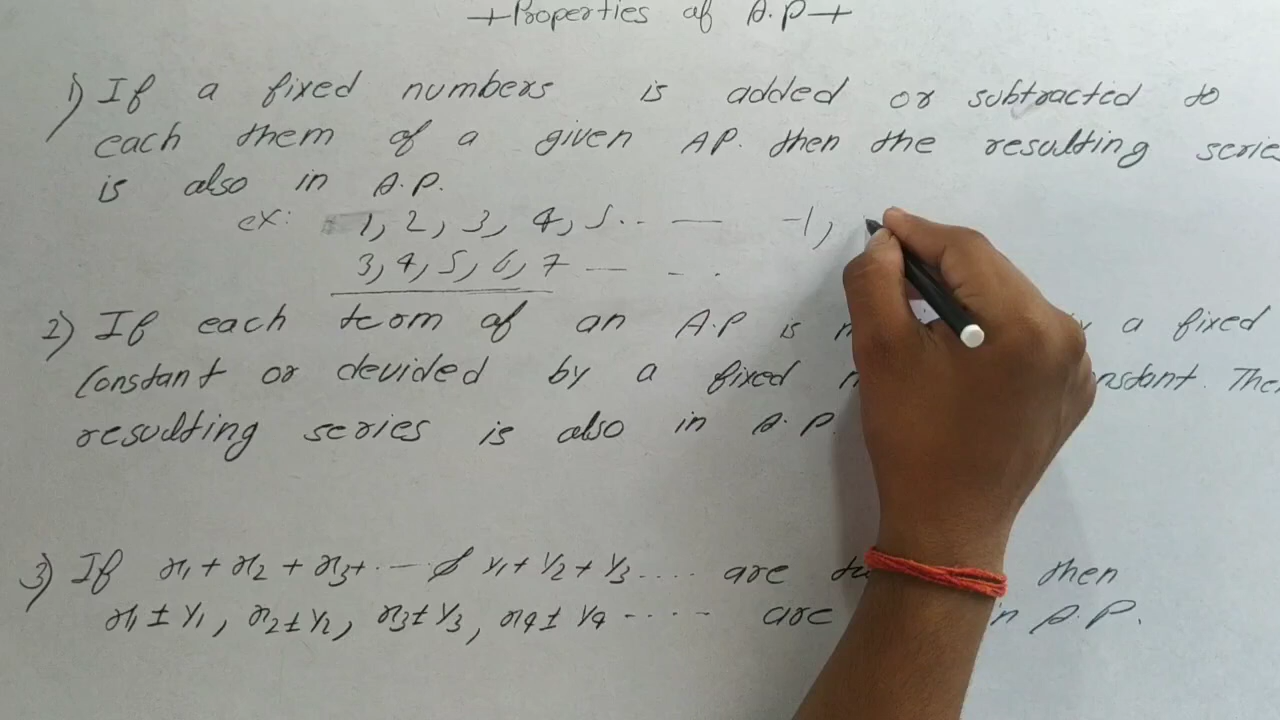 Properties of A.P
1) If a fixed numbers is added or subtracted to
each them of a given AP. then the resulting
is also in A.P.
ex: 1, 2, 3, 4, 5.. — -1,
3, 4, 5, 6, 7 — - .
2) If each term of an A.P is a fixed
Constant or devided by a fixed
resulting series is also in A.P.
3) If x1 + x2 + x3+.— & y1 + y2 + y3.... are then
x1 ± y1, x2 ± y2, x3 ± y3, x4 ± y4 ---- are in A.P.